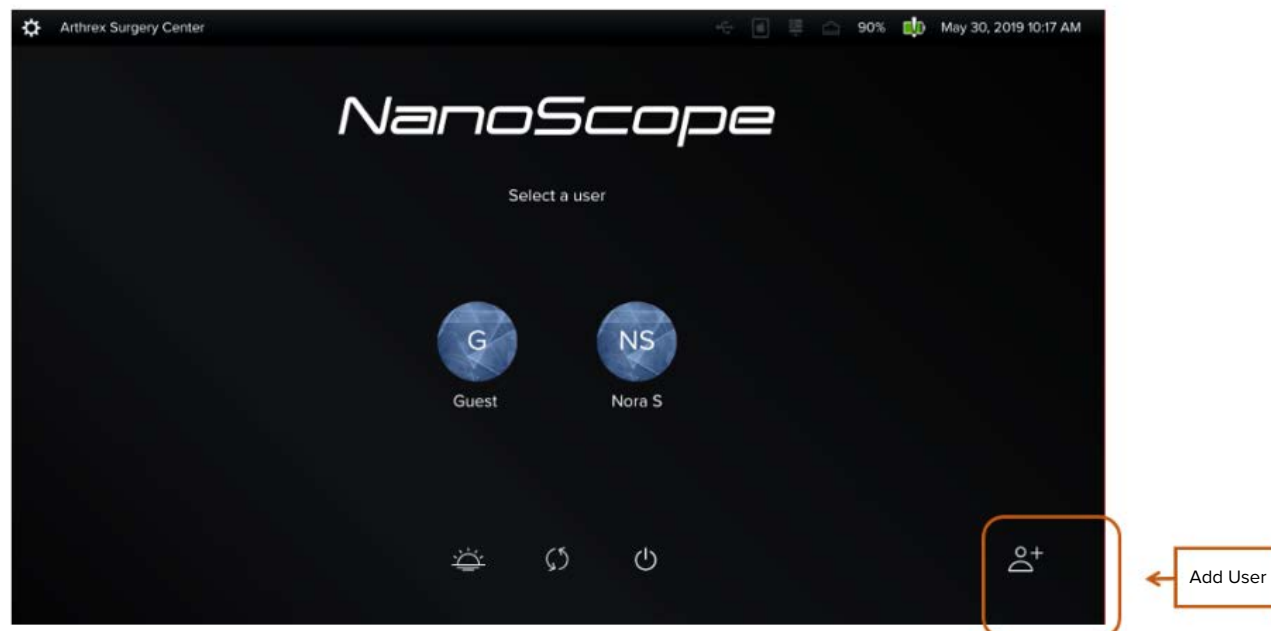 Arthrex Surgery Center 90% May 30, 2019 10:17 AM
NanoScope
Select a user
G NS
Guest Nora S
Add User